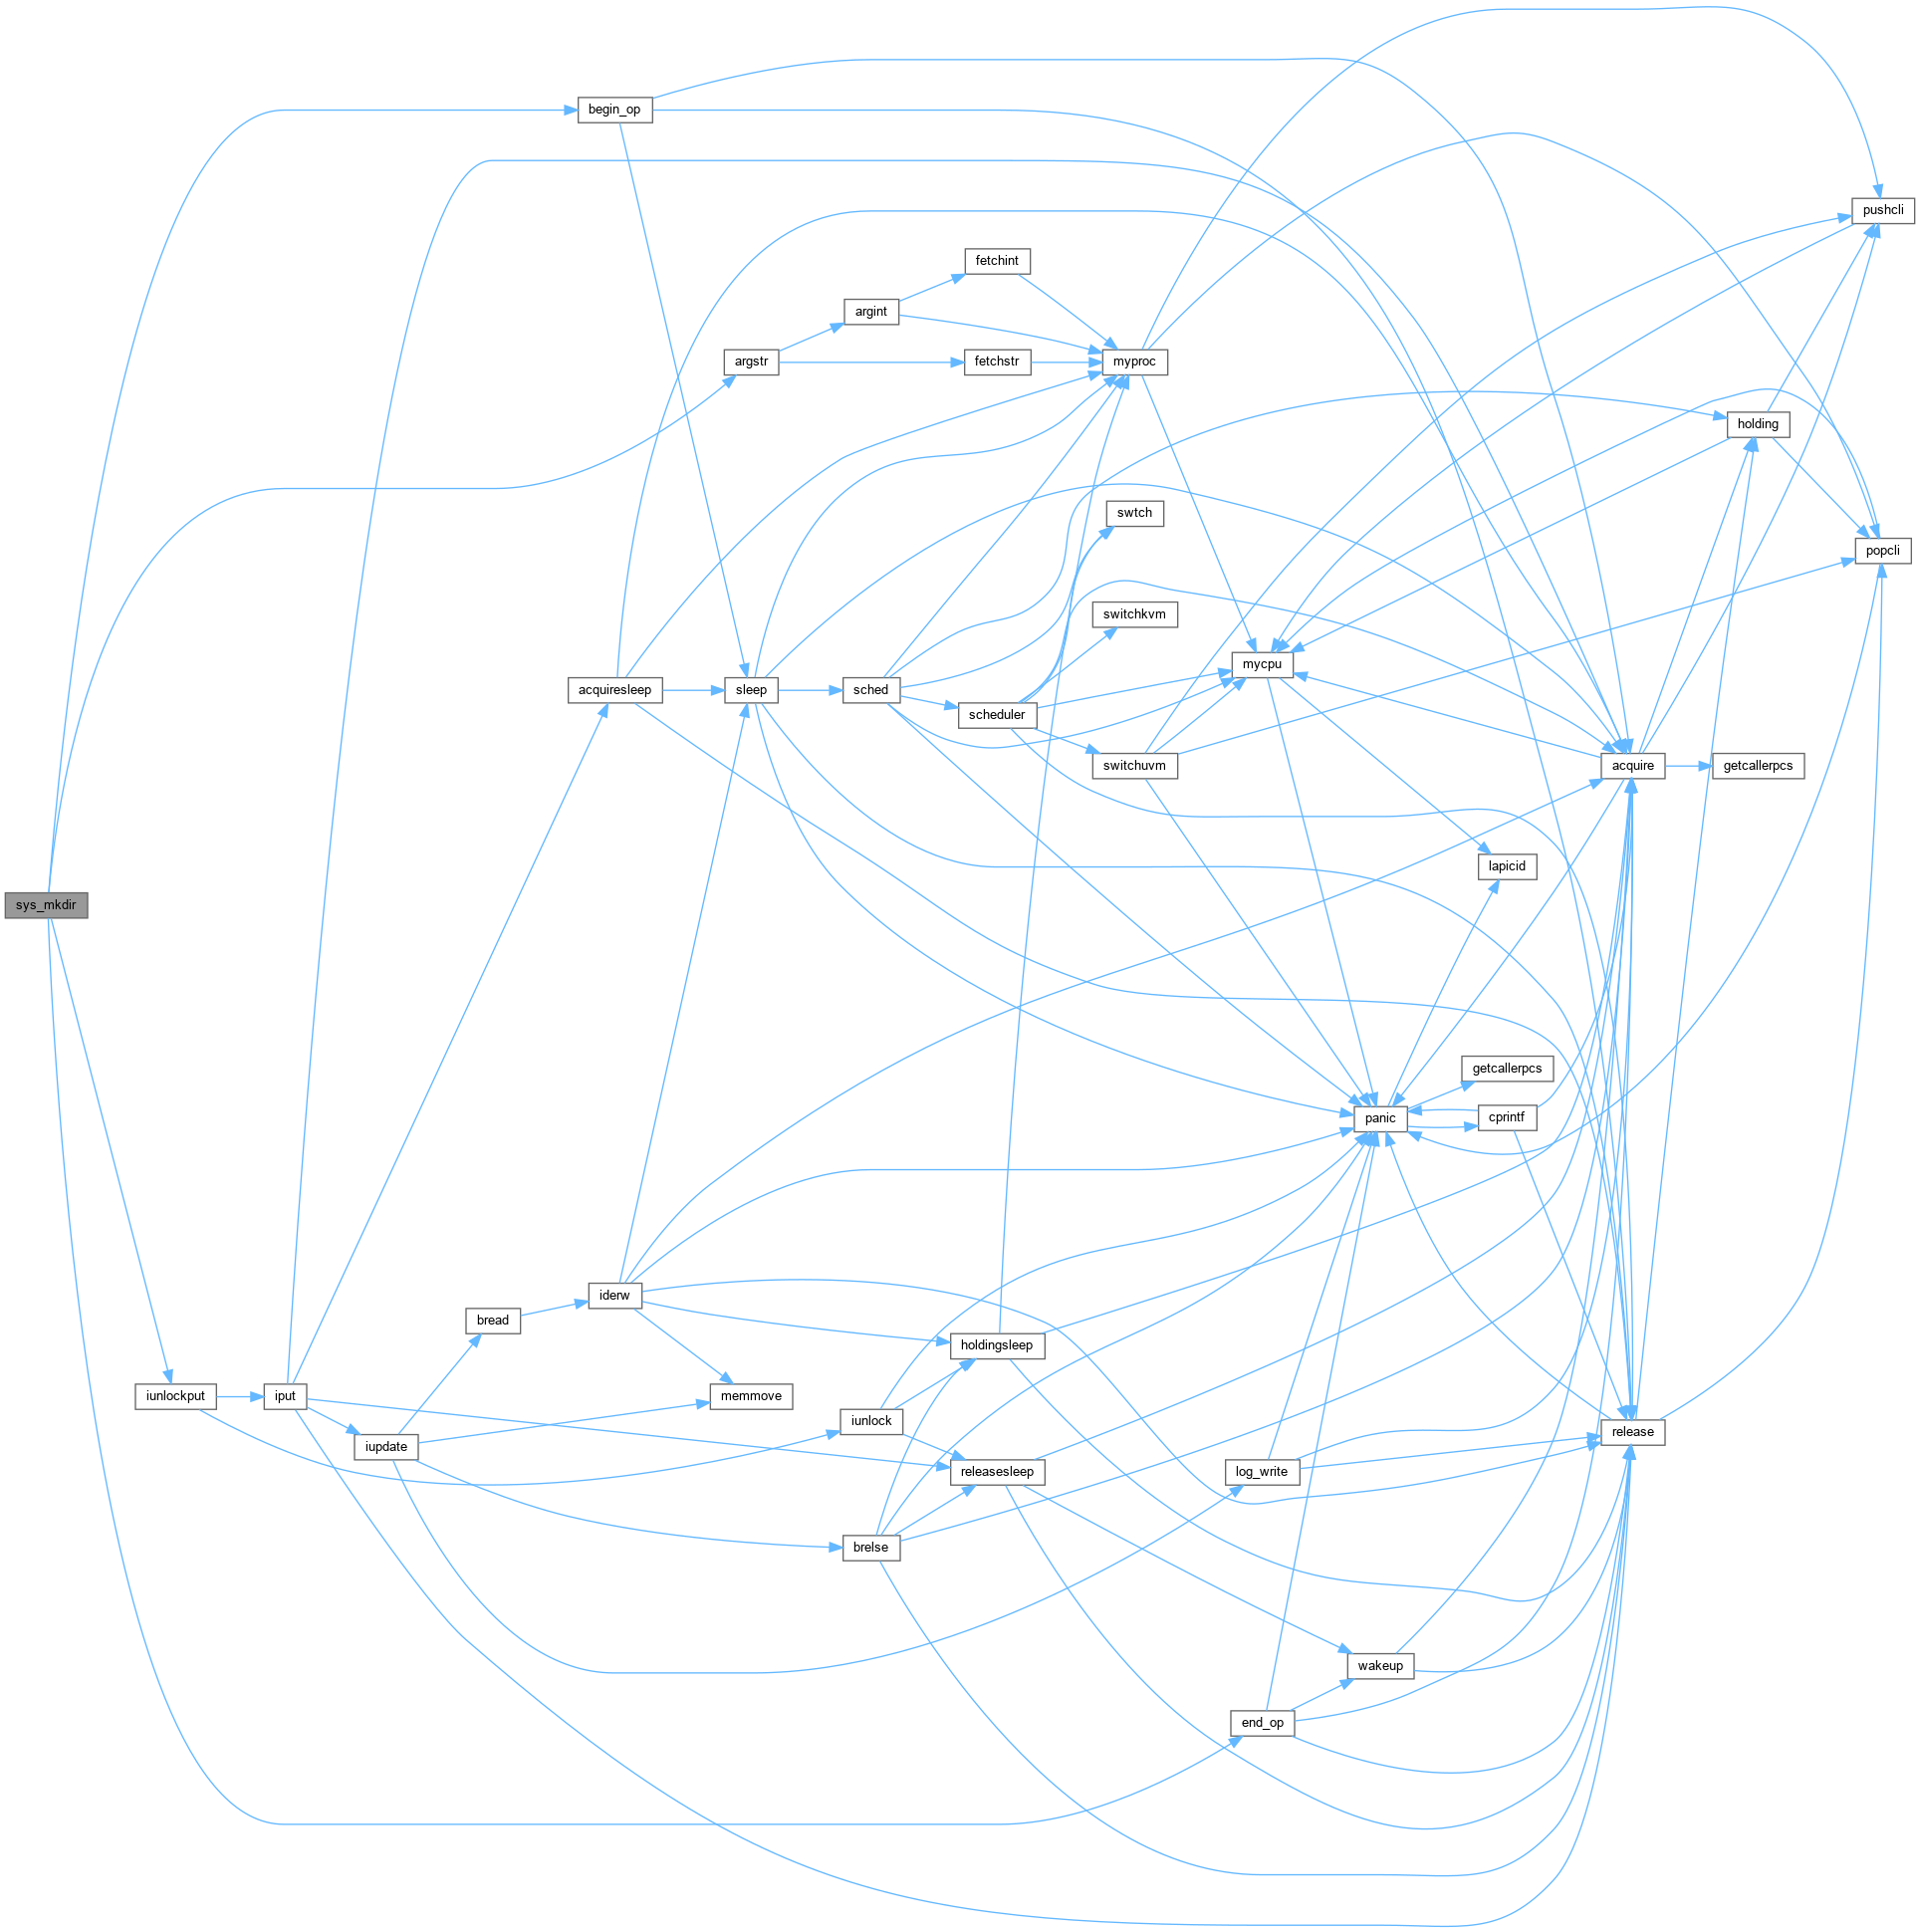 begin_op
pushcli
fetchint
argint
argstr
fetchstr
myproc
holding
swtch
popcli
switchkvm
mycpu
acquiresleep
sleep
sched
scheduler
switchuvm
acquire
getcallerpcs
lapicid
sys_mkdir
getcallerpcs
panic
cprintf
iderw
bread
holdingsleep
iunlockput
iput
memmove
iunlock
iupdate
release
releasesleep
log_write
brelse
wakeup
end_op